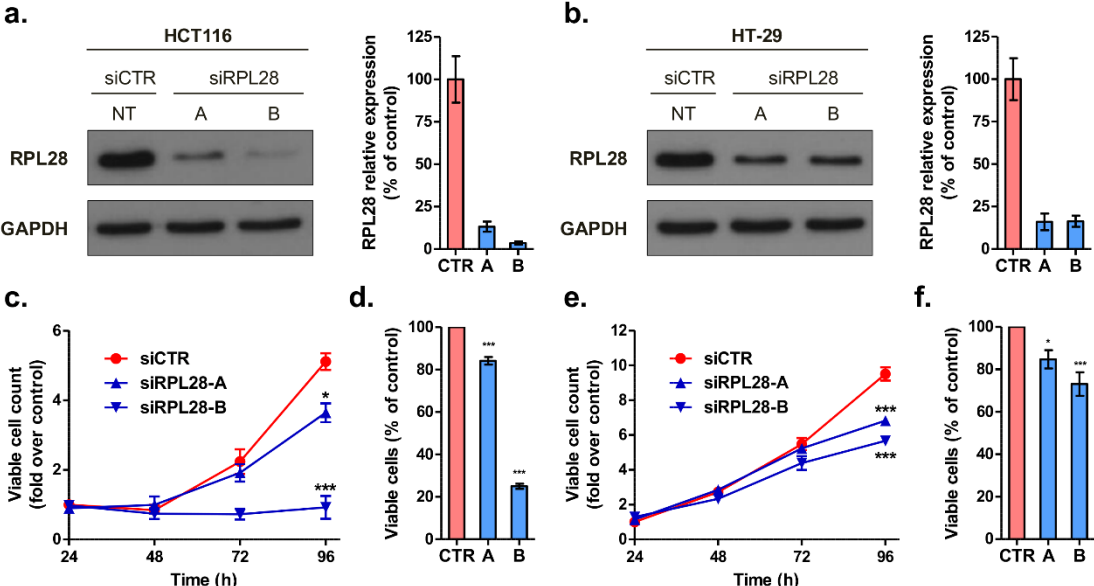 a.
HCT116
siCTR siRPL28
NT A B
RPL28
GAPDH
RPL28 relative expression
(% of control)
125
100
75
50
25
0
CTR A B
b.
HT-29
siCTR siRPL28
NT A B
RPL28
GAPDH
RPL28 relative expression
(% of control)
125
100
75
50
25
0
CTR A B
c.
Viable cell count
(fold over control)
6
4
2
0
siCTR
siRPL28-A
siRPL28-B
*
***
24 48 72 96
Time (h)
d.
Viable cells (% of control)
100
80
60
40
20
0
***
***
CTR A B
e.
Viable cell count
(fold over control)
12
10
8
6
4
2
0
siCTR
siRPL28-A
siRPL28-B
***
***
24 48 72 96
Time (h)
f.
Viable cells (% of control)
100
80
60
40
20
0
*
***
CTR A B